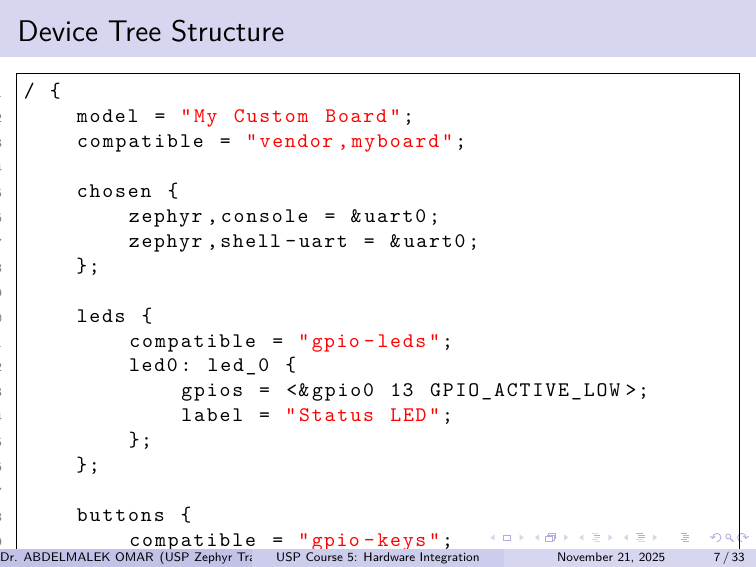 Device Tree Structure
/ {
model = "My Custom Board";
compatible = "vendor,myboard";
chosen {
zephyr,console = &uart0;
zephyr,shell-uart = &uart0;
};
leds {
compatible = "gpio-leds";
led0: led_0 {
gpios = <&gpio0 13 GPIO_ACTIVE_LOW>;
label = "Status LED";
};
};
buttons {
compatible = "gpio-keys";
Dr. ABDELMALEK OMAR (USP Zephyr Tra USP Course 5: Hardware Integration November 21, 2025 7 / 33